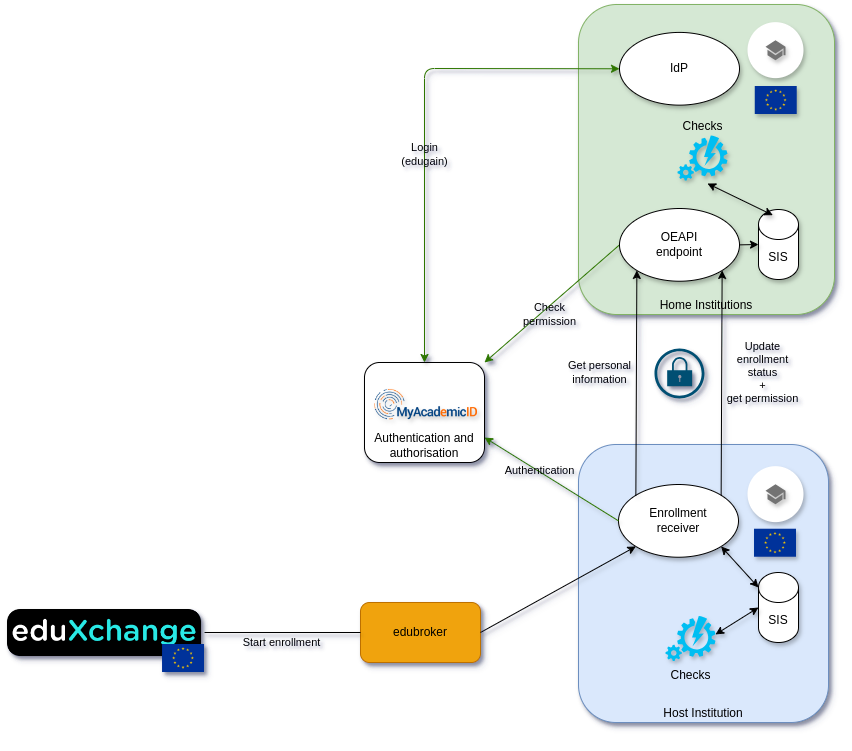 IdP
Checks
Login
(edugain)
OEAPI
endpoint
SIS
Home Institutions
Check
permission
Get personal
information
Update
enrollment
status
+
get permission
MyAcademicID
Authentication and
authorisation
Authentication
Enrollment
receiver
SIS
eduXchange
Start enrollment
edubroker
Checks
Host Institution